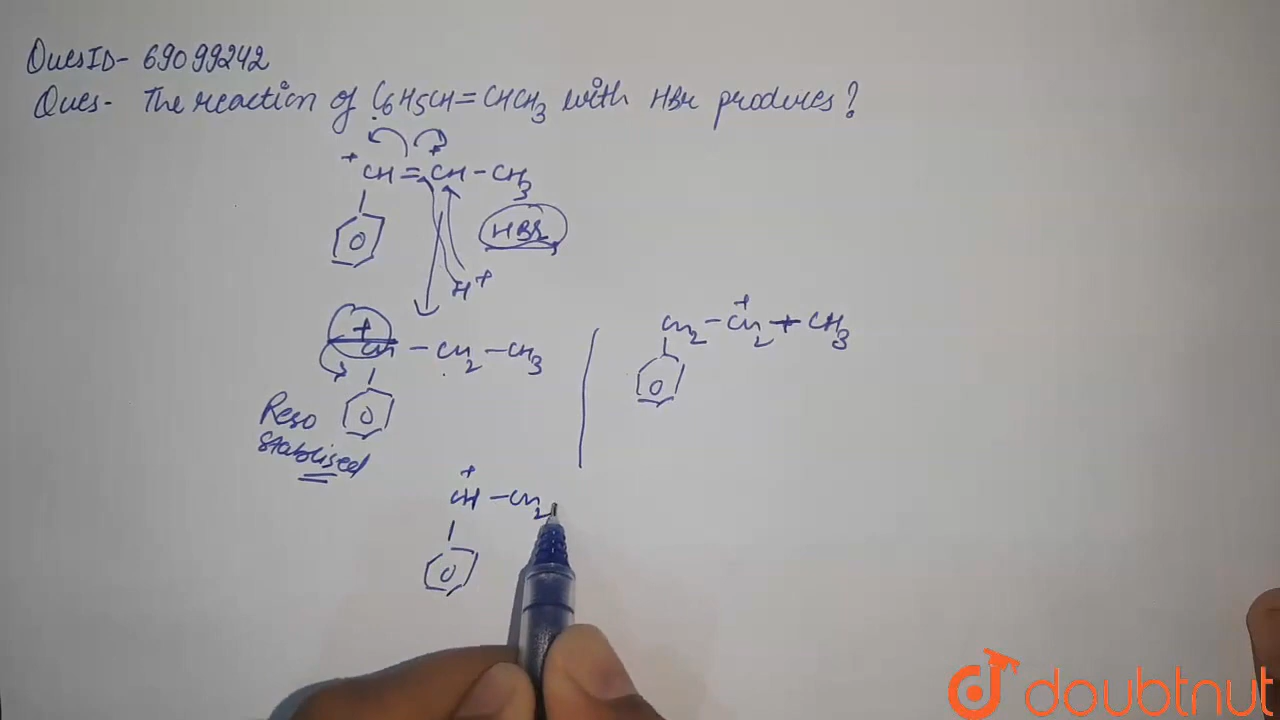 QuesID- 69099242
Ques- The reaction of C6H5CH=CHCH3 with HBr produces?
+ +
CH=CH-CH3
HBr
H+
+
CH-CH2-CH3
+
CH2-CH2+CH3
Reso
stabilised
+
CH-CH2
doubtnut